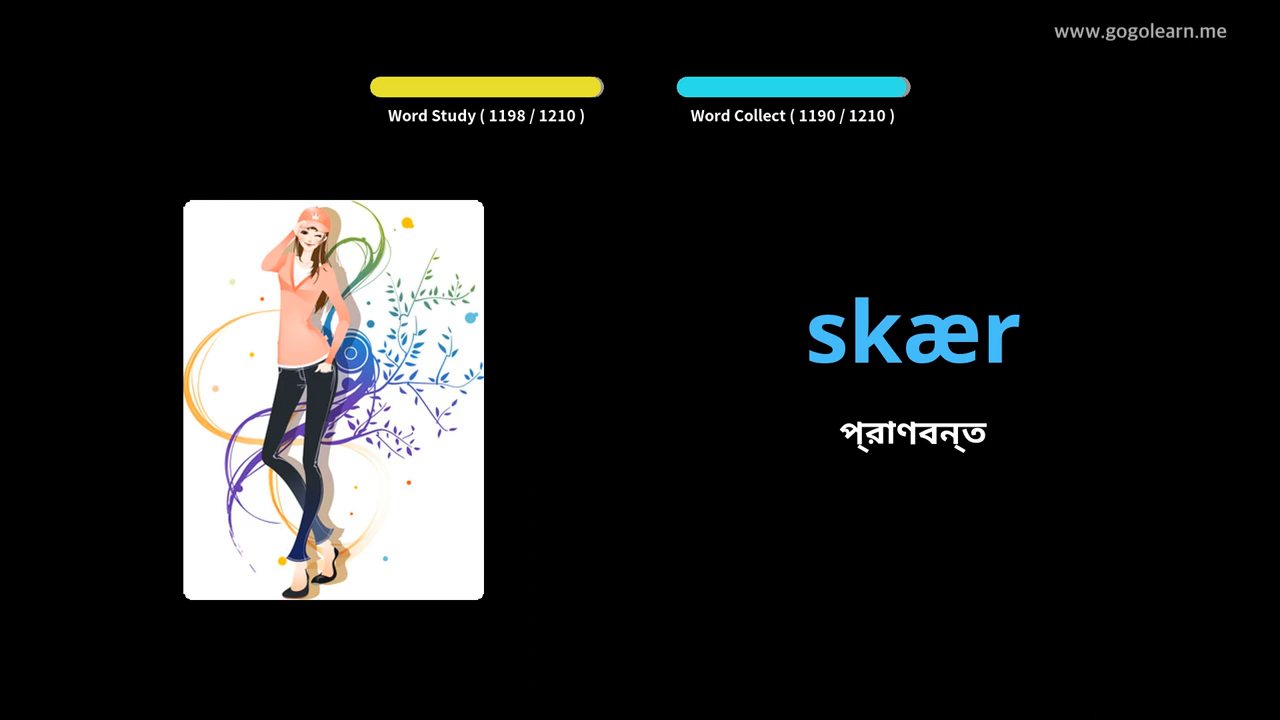 www.gogolearn.me
Word Study ( 1198 / 1210 )
Word Collect ( 1190 / 1210 )
skær
প্রাণবন্ত